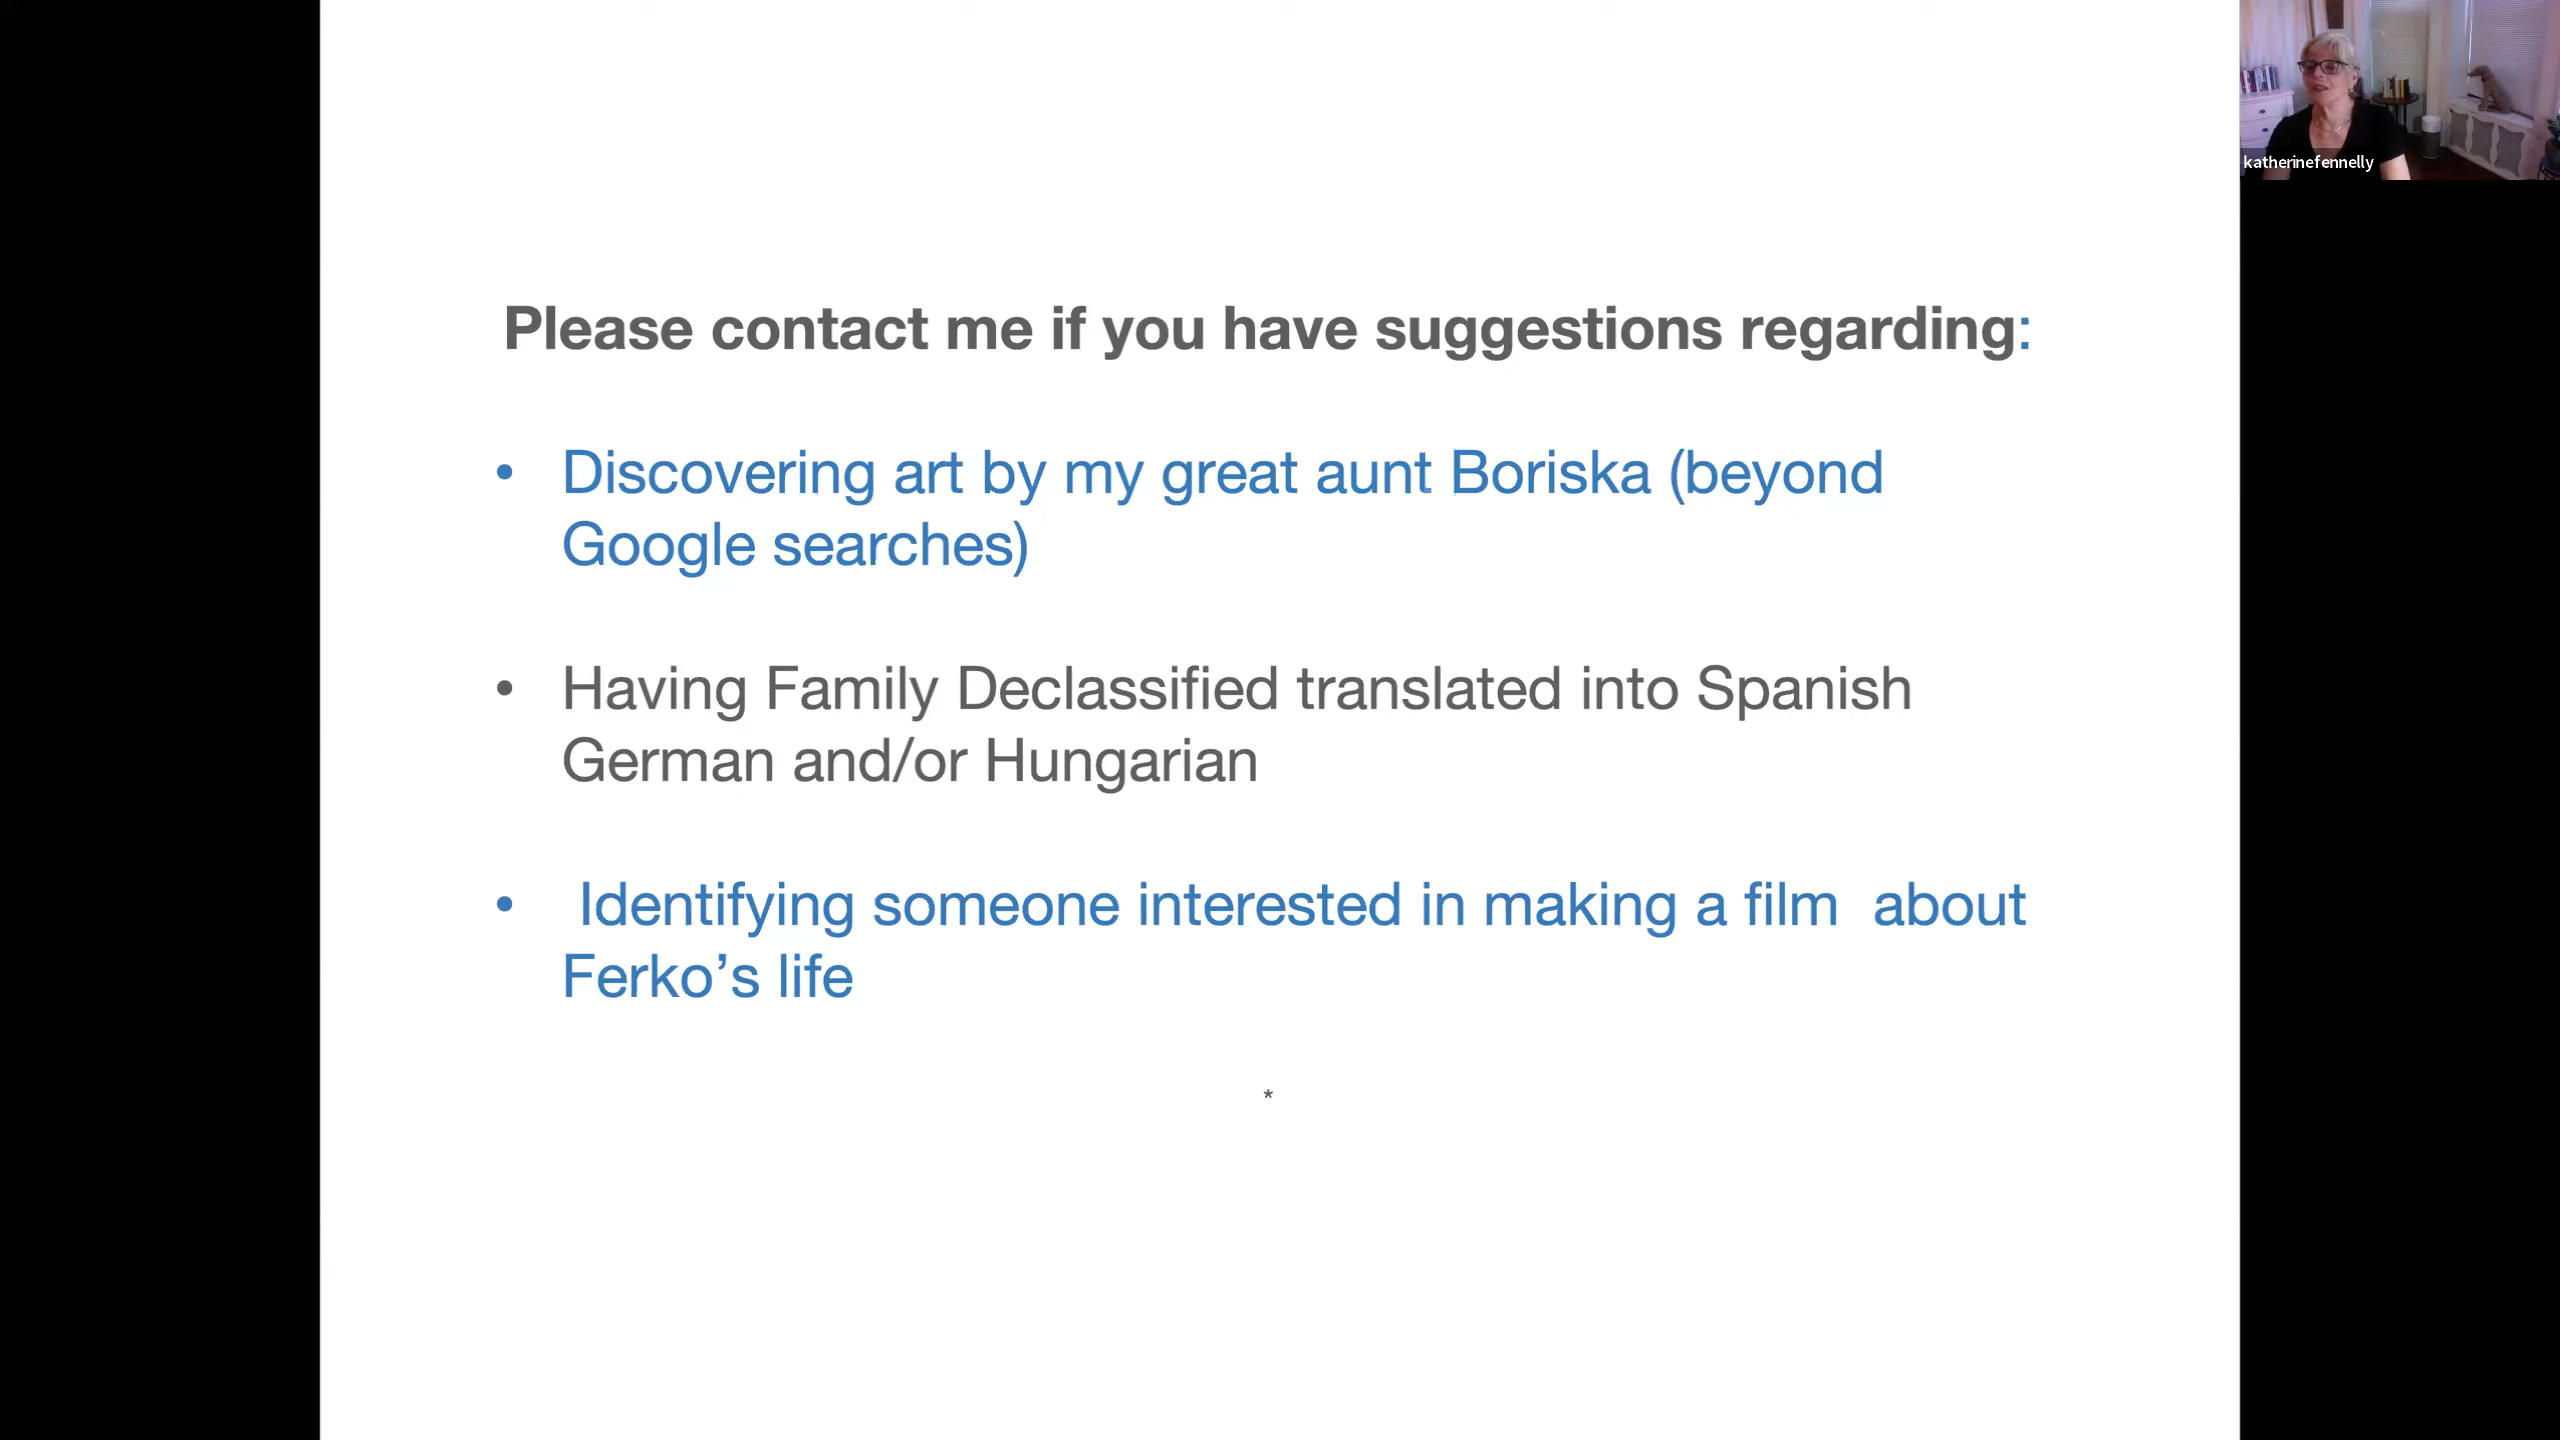 katherinefennelly
Please contact me if you have suggestions regarding:
• Discovering art by my great aunt Boriska (beyond
Google searches)
• Having Family Declassified translated into Spanish
German and/or Hungarian
• Identifying someone interested in making a film  about
Ferko’s life
*